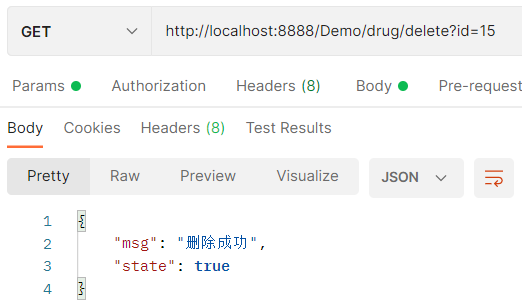 GET http://localhost:8888/Demo/drug/delete?id=15
Params Authorization Headers (8) Body Pre-request
Body Cookies Headers (8) Test Results
Pretty Raw Preview Visualize JSON
1 {
2 "msg": "删除成功",
3 "state": true
4 }